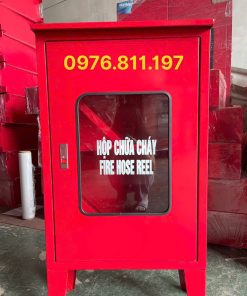 0976.811.197
HỘP CHỮA CHÁY
FIRE HOSE REEL